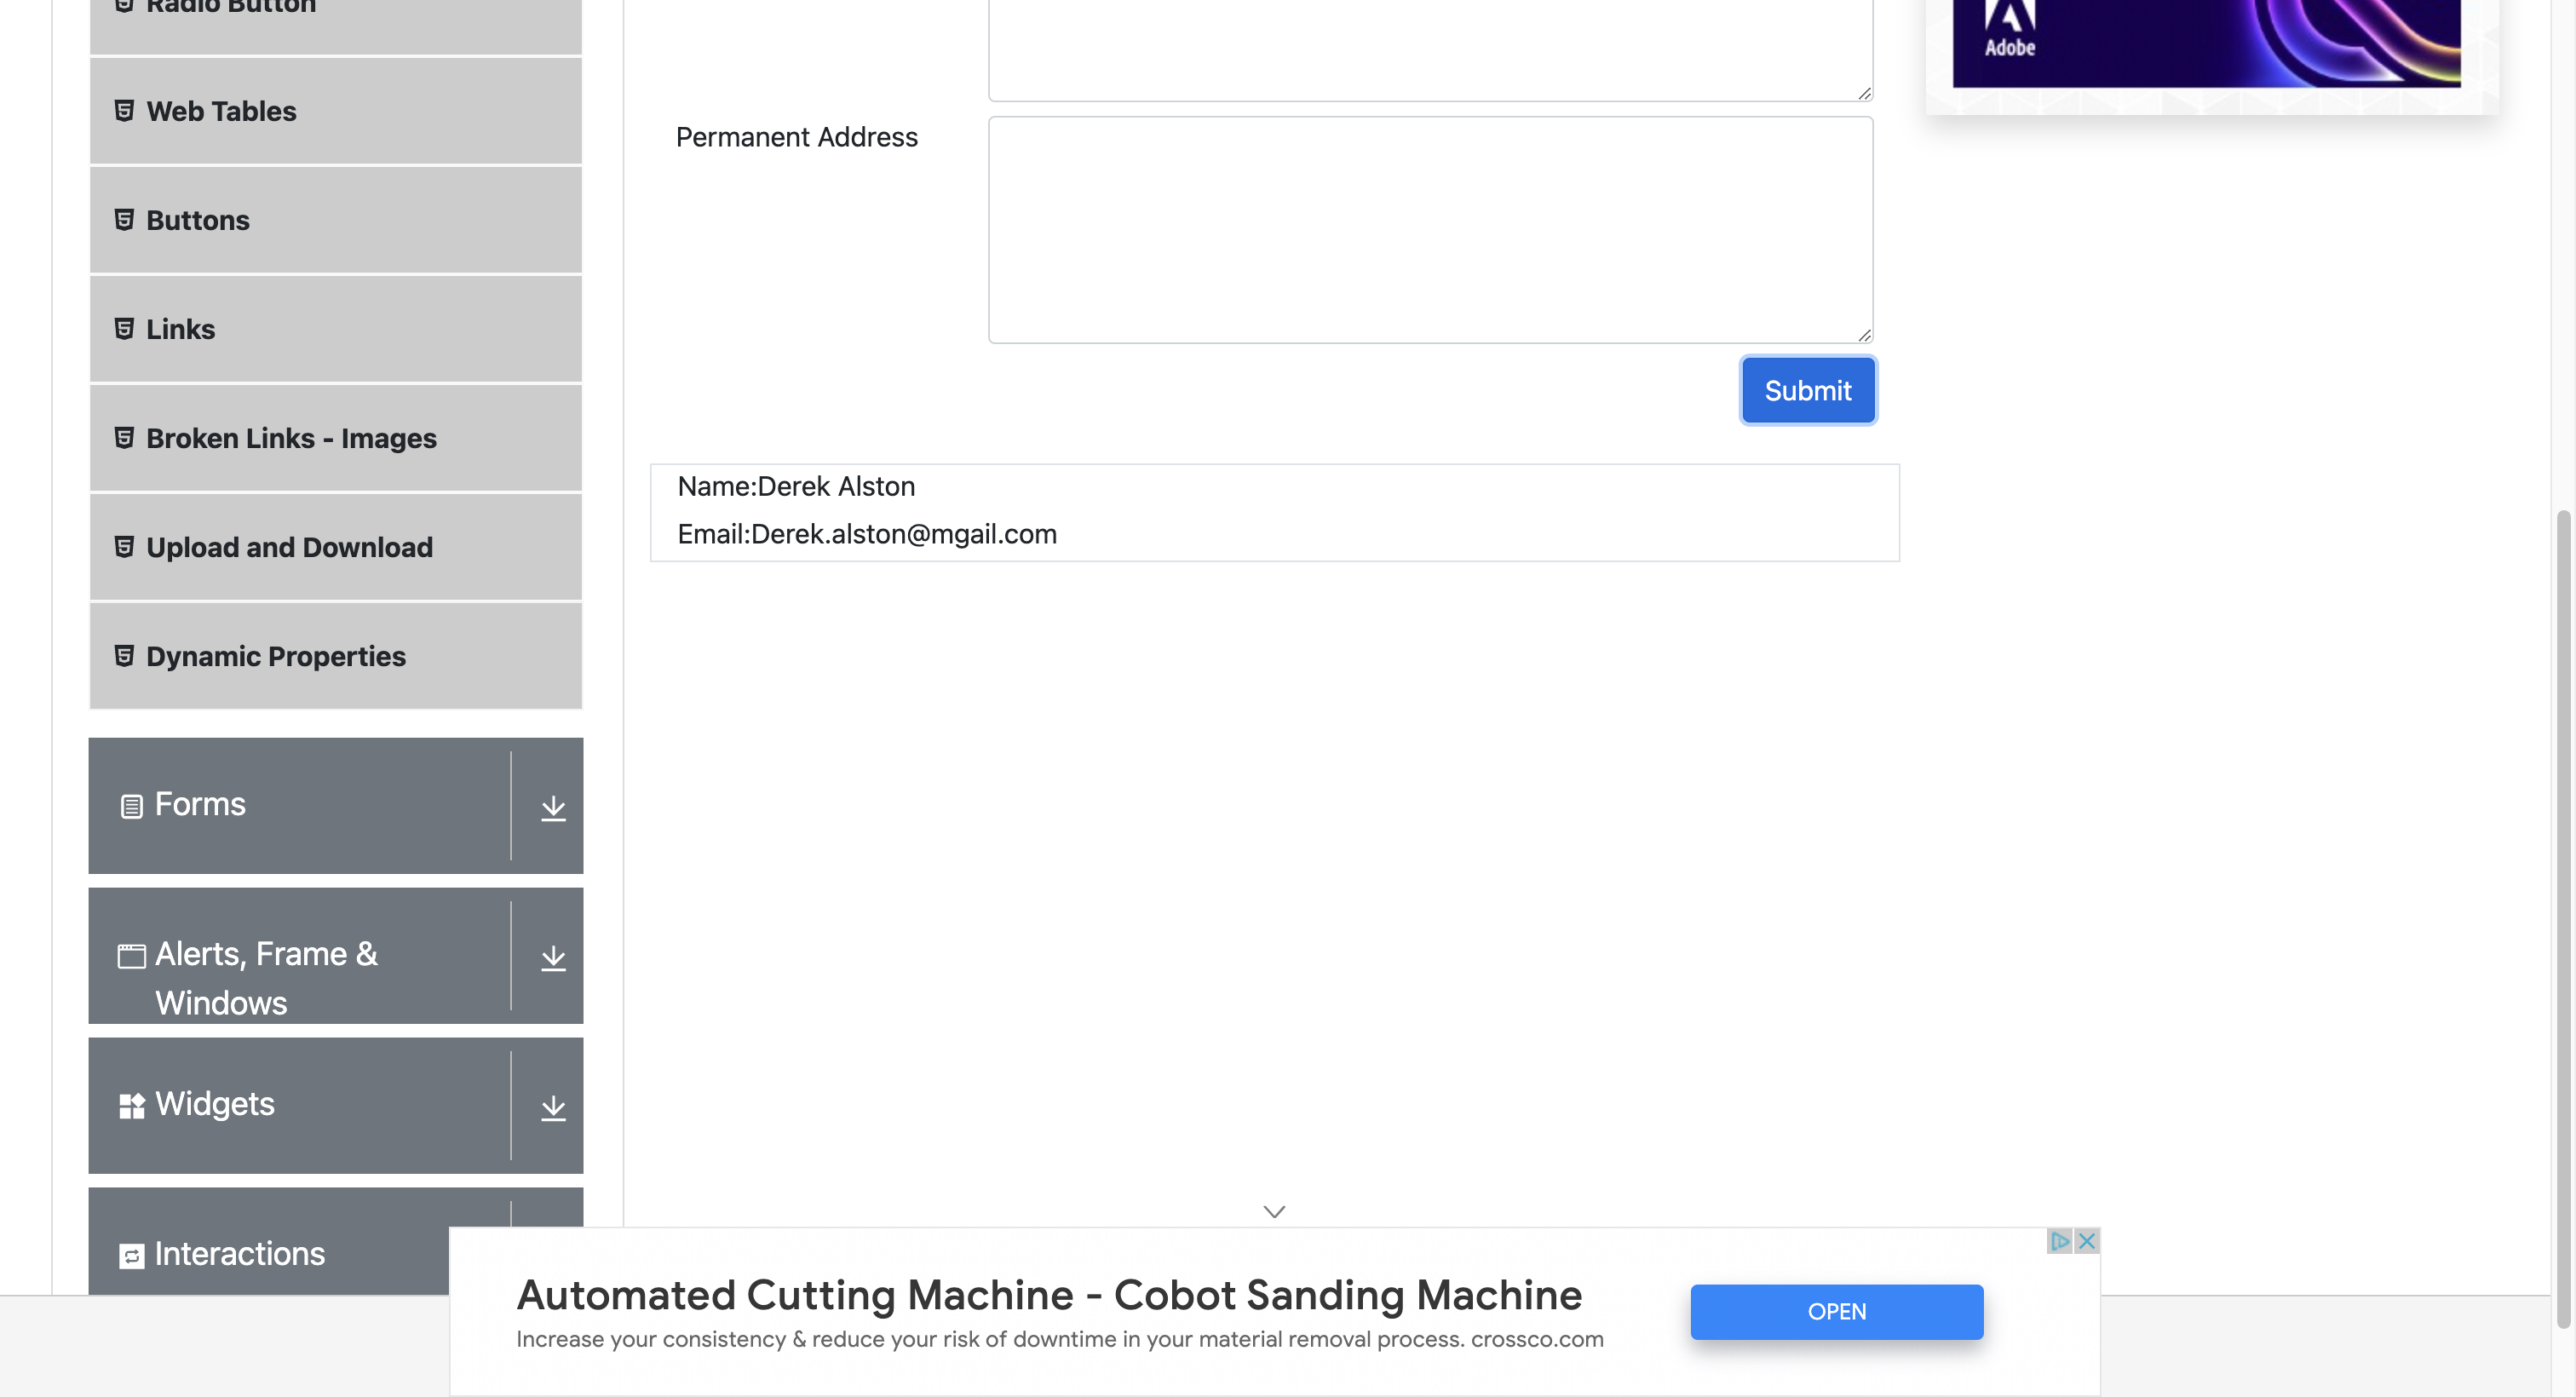 Radio Button
Web Tables
Buttons
Links
Broken Links - Images
Upload and Download
Dynamic Properties
Forms
Alerts, Frame &
Windows
Widgets
Interactions
Permanent Address
Submit
Name:Derek Alston
Email:Derek.alston@mgail.com
Adobe
Automated Cutting Machine - Cobot Sanding Machine
Increase your consistency & reduce your risk of downtime in your material removal process. crossco.com
OPEN